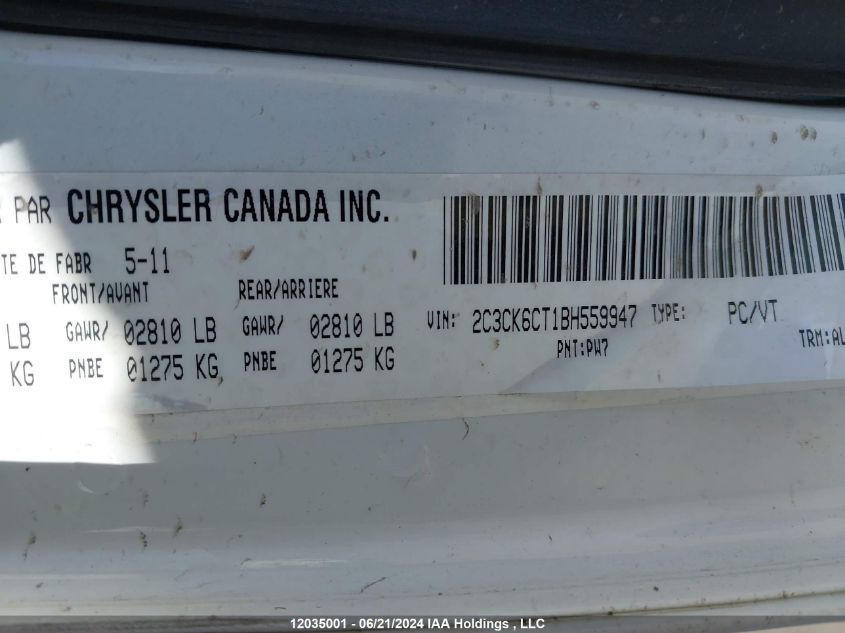 PAR CHRYSLER CANADA INC.
TE DE FABR 5-11
FRONT/AVANT REAR/ARRIERE
LB GAWR/ 02810 LB GAWR/ 02810 LB VIN: 2C3CK6CT1BH559947 TYPE: PC/VT
KG PNBE 01275 KG PNBE 01275 KG PNT:PW7 TRM:AL
12035001 - 06/21/2024 IAA Holdings , LLC/